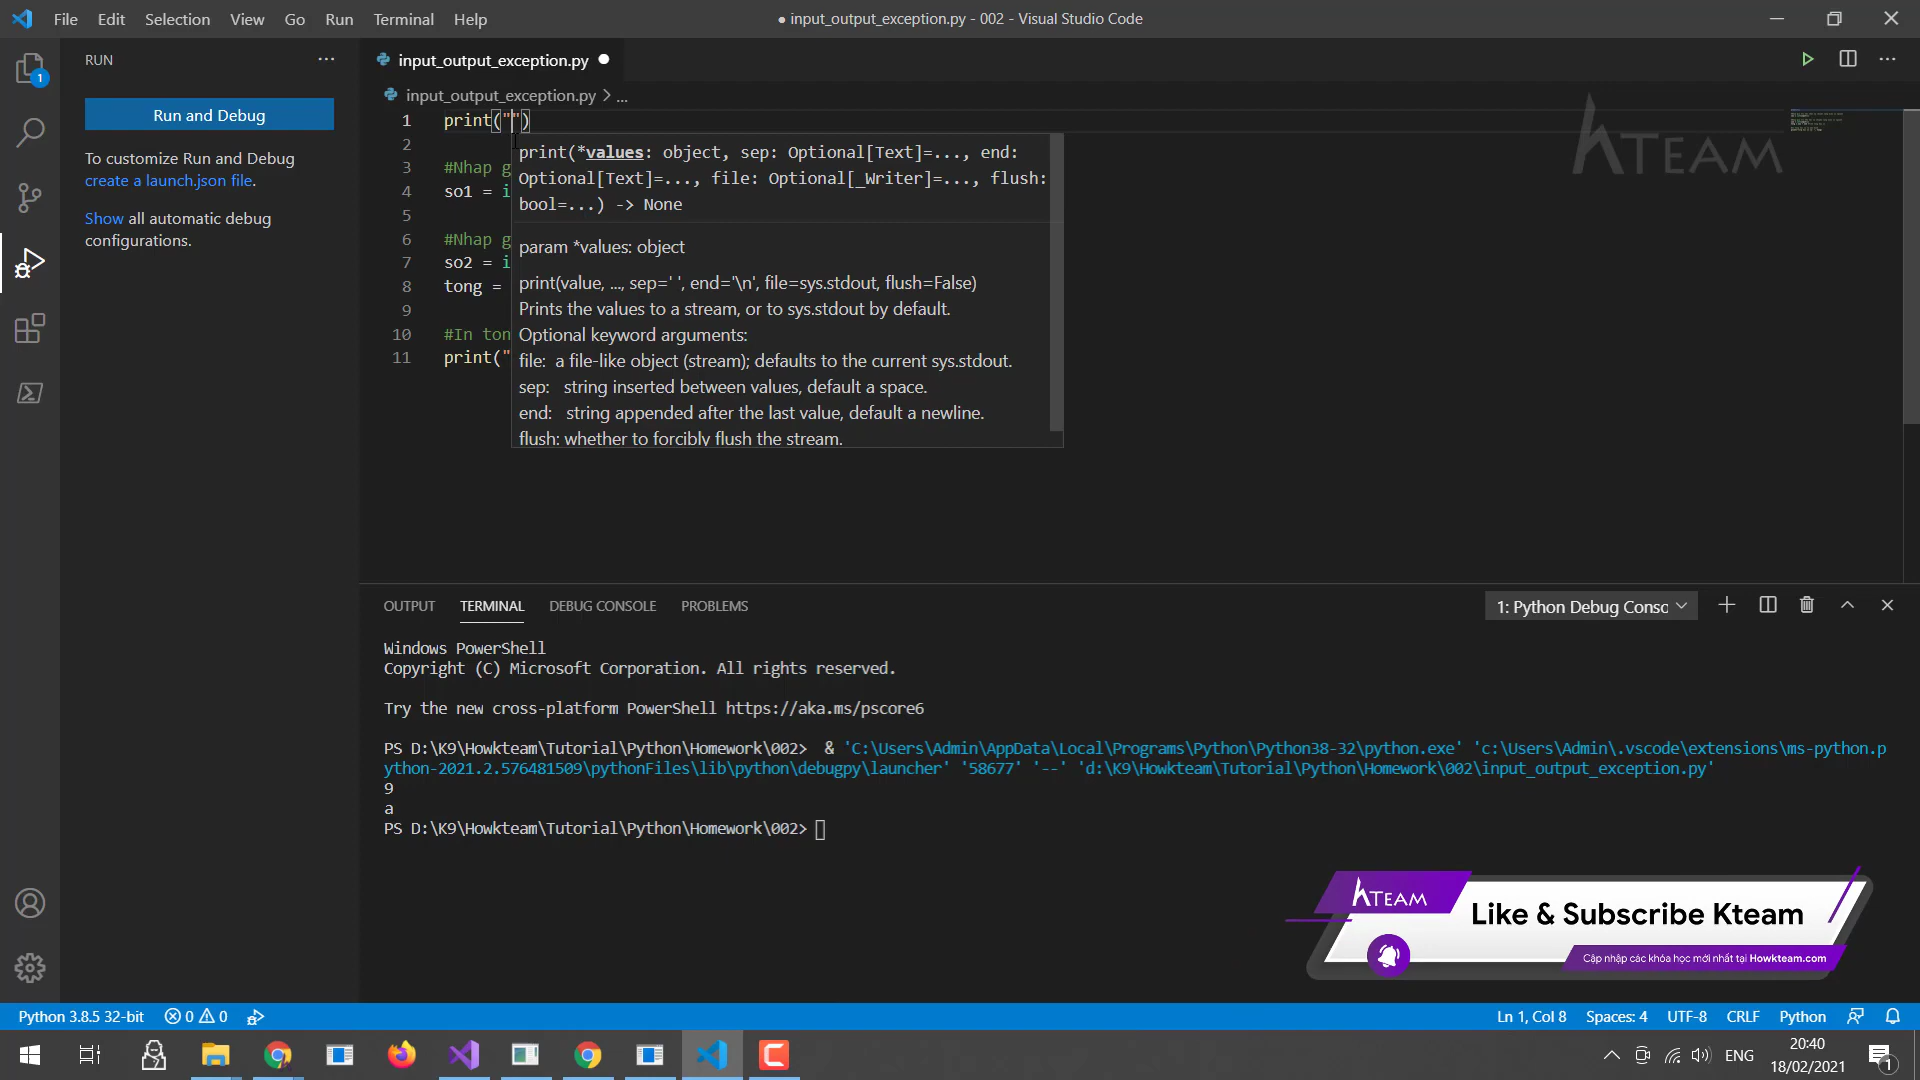 File Edit Selection View Go Run Terminal Help
● input_output_exception.py - 002 - Visual Studio Code
RUN
input_output_exception.py
1
Run and Debug
To customize Run and Debug
create a launch.json file.
Show all automatic debug
configurations.
input_output_exception.py > ...
1 print("")
2
3 #Nhap g
4 so1 = i
5
6 #Nhap g
7 so2 = i
8 tong =
9
10 #In ton
11 print("
print(*values: object, sep: Optional[Text]=..., end:
Optional[Text]=..., file: Optional[_Writer]=..., flush:
bool=...) -> None
param *values: object
print(value, ..., sep=' ', end='\n', file=sys.stdout, flush=False)
Prints the values to a stream, or to sys.stdout by default.
Optional keyword arguments:
file: a file-like object (stream); defaults to the current sys.stdout.
sep: string inserted between values, default a space.
end: string appended after the last value, default a newline.
flush: whether to forcibly flush the stream.
KTEAM
OUTPUT TERMINAL DEBUG CONSOLE PROBLEMS
1: Python Debug Consc
Windows PowerShell
Copyright (C) Microsoft Corporation. All rights reserved.
Try the new cross-platform PowerShell https://aka.ms/pscore6
PS D:\K9\Howkteam\Tutorial\Python\Homework\002> & 'C:\Users\Admin\AppData\Local\Programs\Python\Python38-32\python.exe' 'c:\Users\Admin\.vscode\extensions\ms-python.p
ython-2021.2.576481509\pythonFiles\lib\python\debugpy\launcher' '58677' '--' 'd:\K9\Howkteam\Tutorial\Python\Homework\002\input_output_exception.py'
9
a
PS D:\K9\Howkteam\Tutorial\Python\Homework\002>
KTEAM
Like & Subscribe Kteam
Cập nhập các khóa học mới nhất tại Howkteam.com
Python 3.8.5 32-bit 0 0
Ln 1, Col 8 Spaces: 4 UTF-8 CRLF Python
ENG
20:40
18/02/2021
1